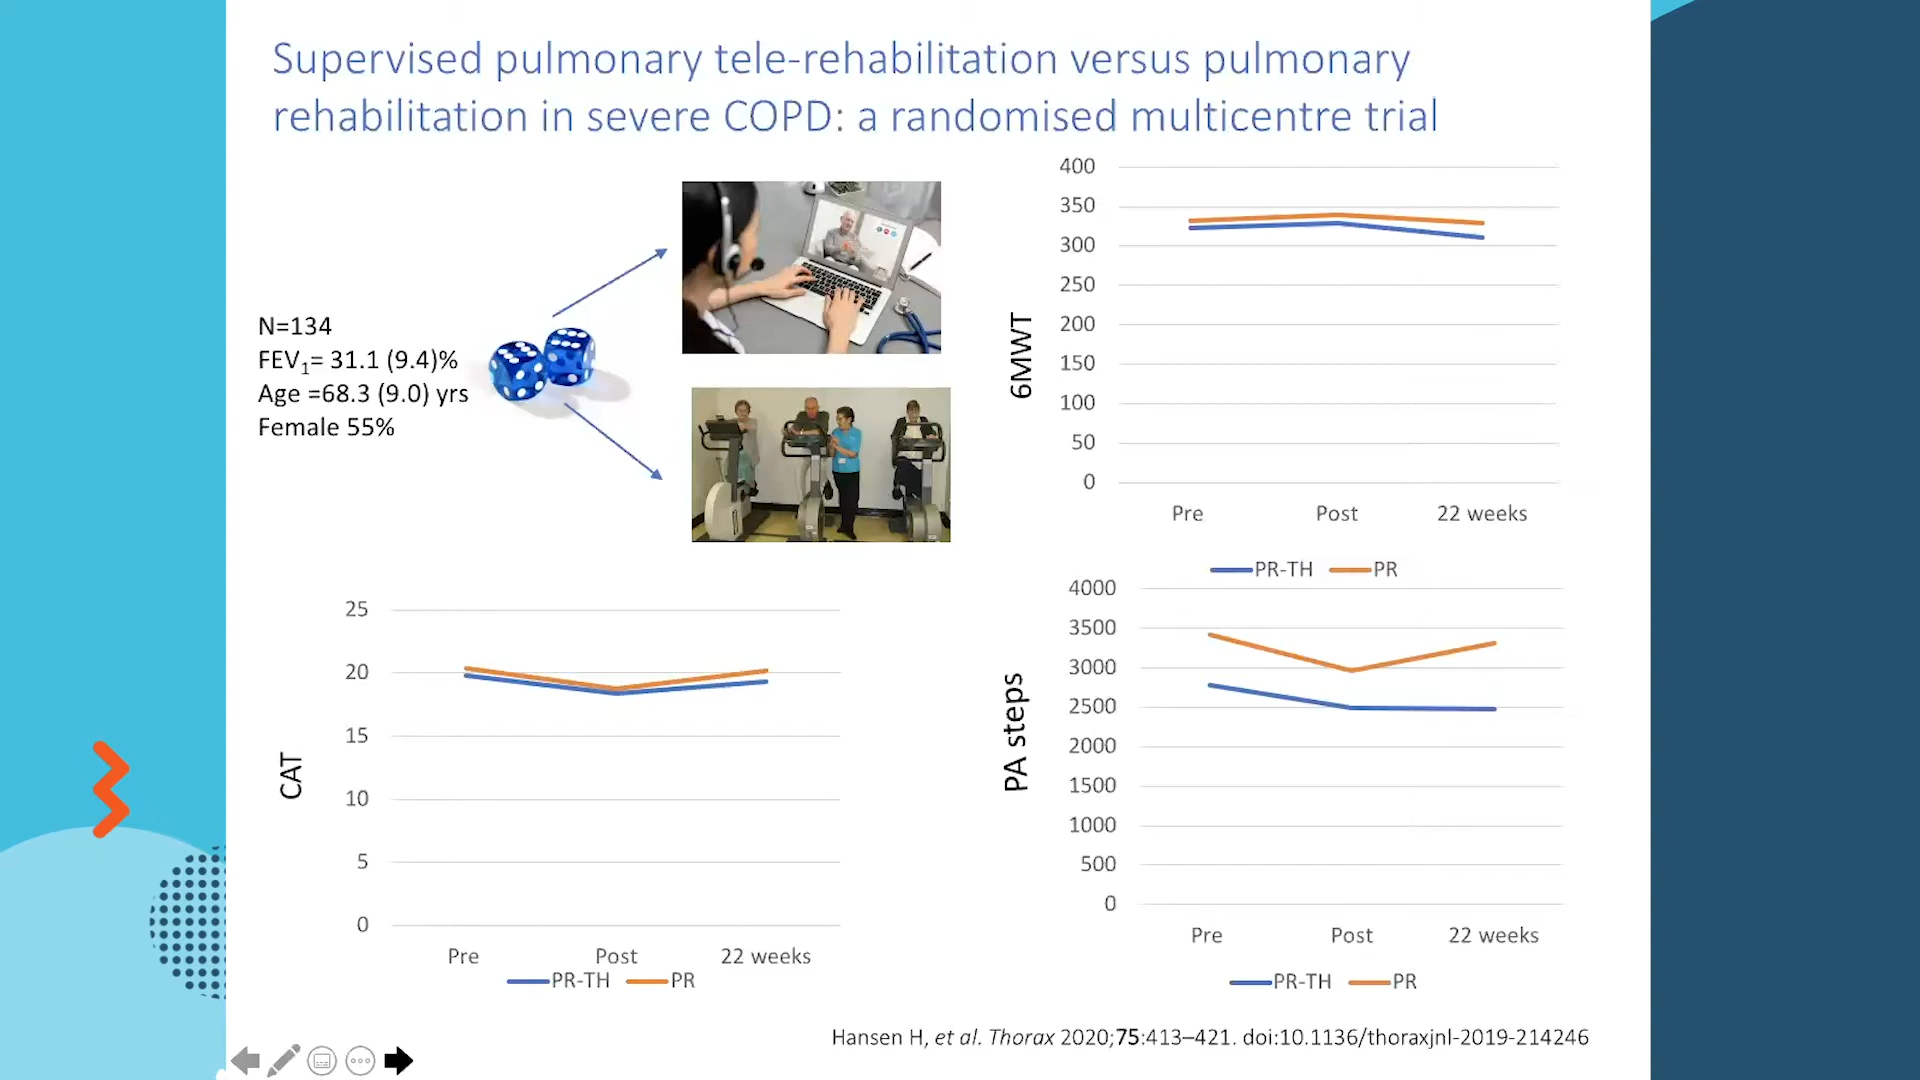 Supervised pulmonary tele-rehabilitation versus pulmonary
rehabilitation in severe COPD: a randomised multicentre trial
N=134
FEV1= 31.1 (9.4)%
Age =68.3 (9.0) yrs
Female 55%
6MWT
400
350
300
250
200
150
100
50
0
Pre Post 22 weeks
PR-TH PR
CAT
25
20
15
10
5
0
Pre Post 22 weeks
PR-TH PR
PA steps
4000
3500
3000
2500
2000
1500
1000
500
0
Pre Post 22 weeks
PR-TH PR
Hansen H, et al. Thorax 2020;75:413–421. doi:10.1136/thoraxjnl-2019-214246